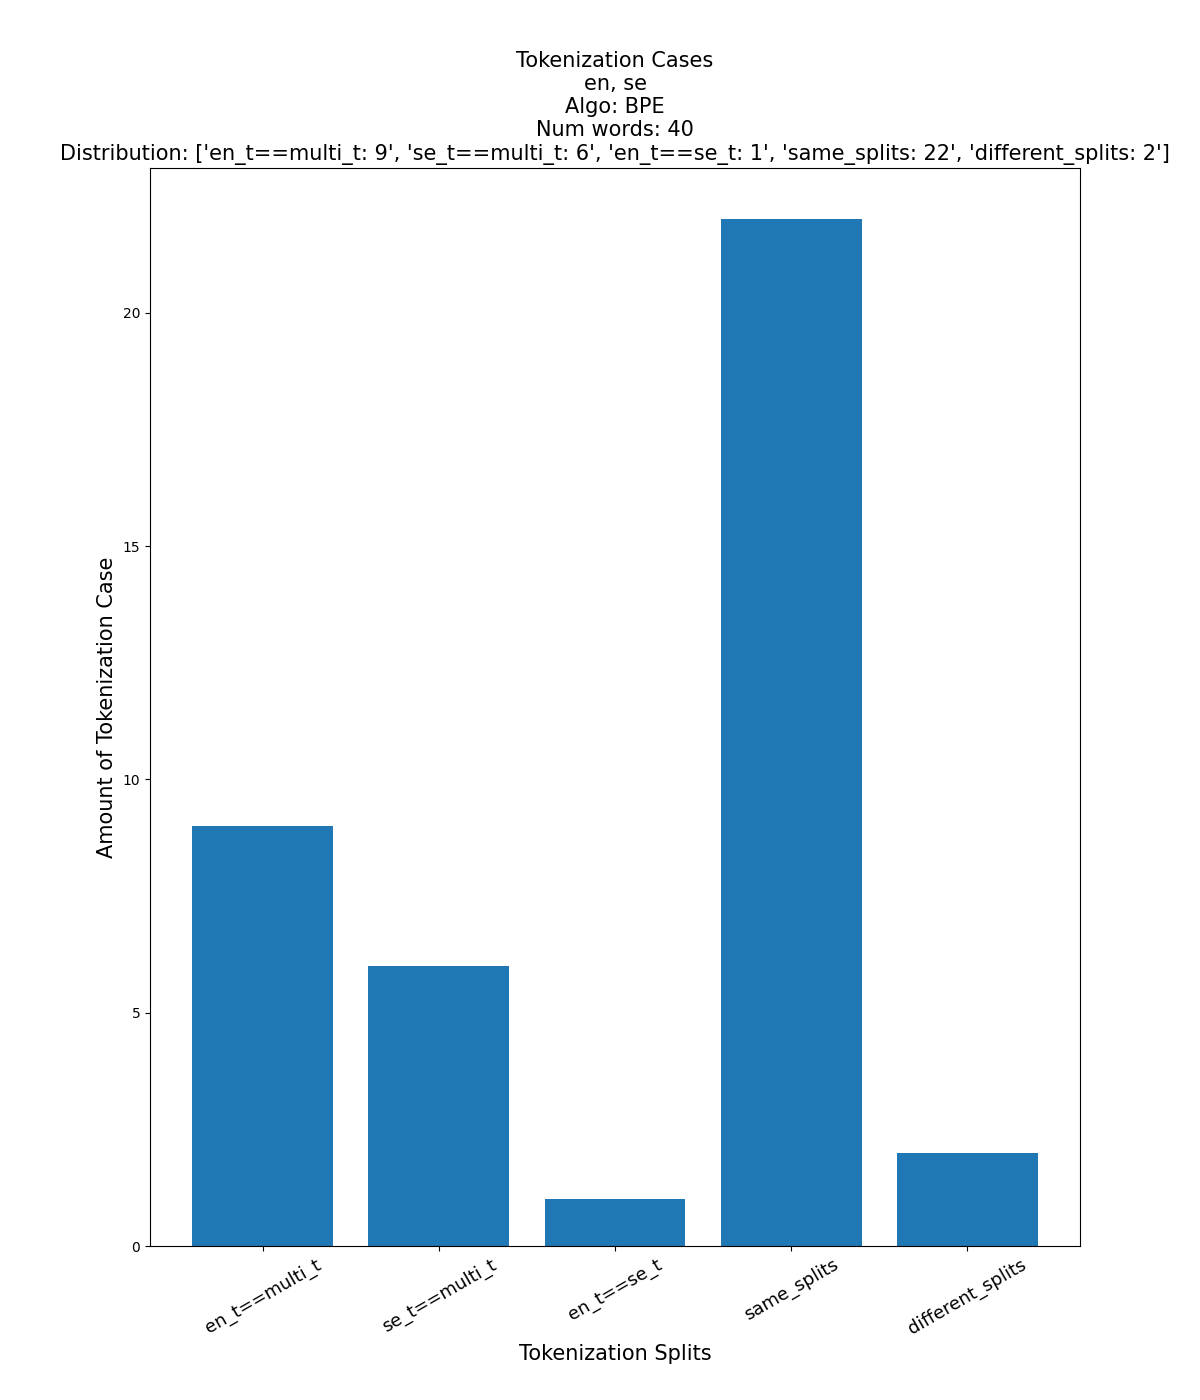 Tokenization Cases
en, se
Algo: BPE
Num words: 40
Distribution: ['en_t==multi_t: 9', 'se_t==multi_t: 6', 'en_t==se_t: 1', 'same_splits: 22', 'different_splits: 2']
20
15
10
5
0
Amount of Tokenization Case
en_t==multi_t
se_t==multi_t
en_t==se_t
same_splits
different_splits
Tokenization Splits